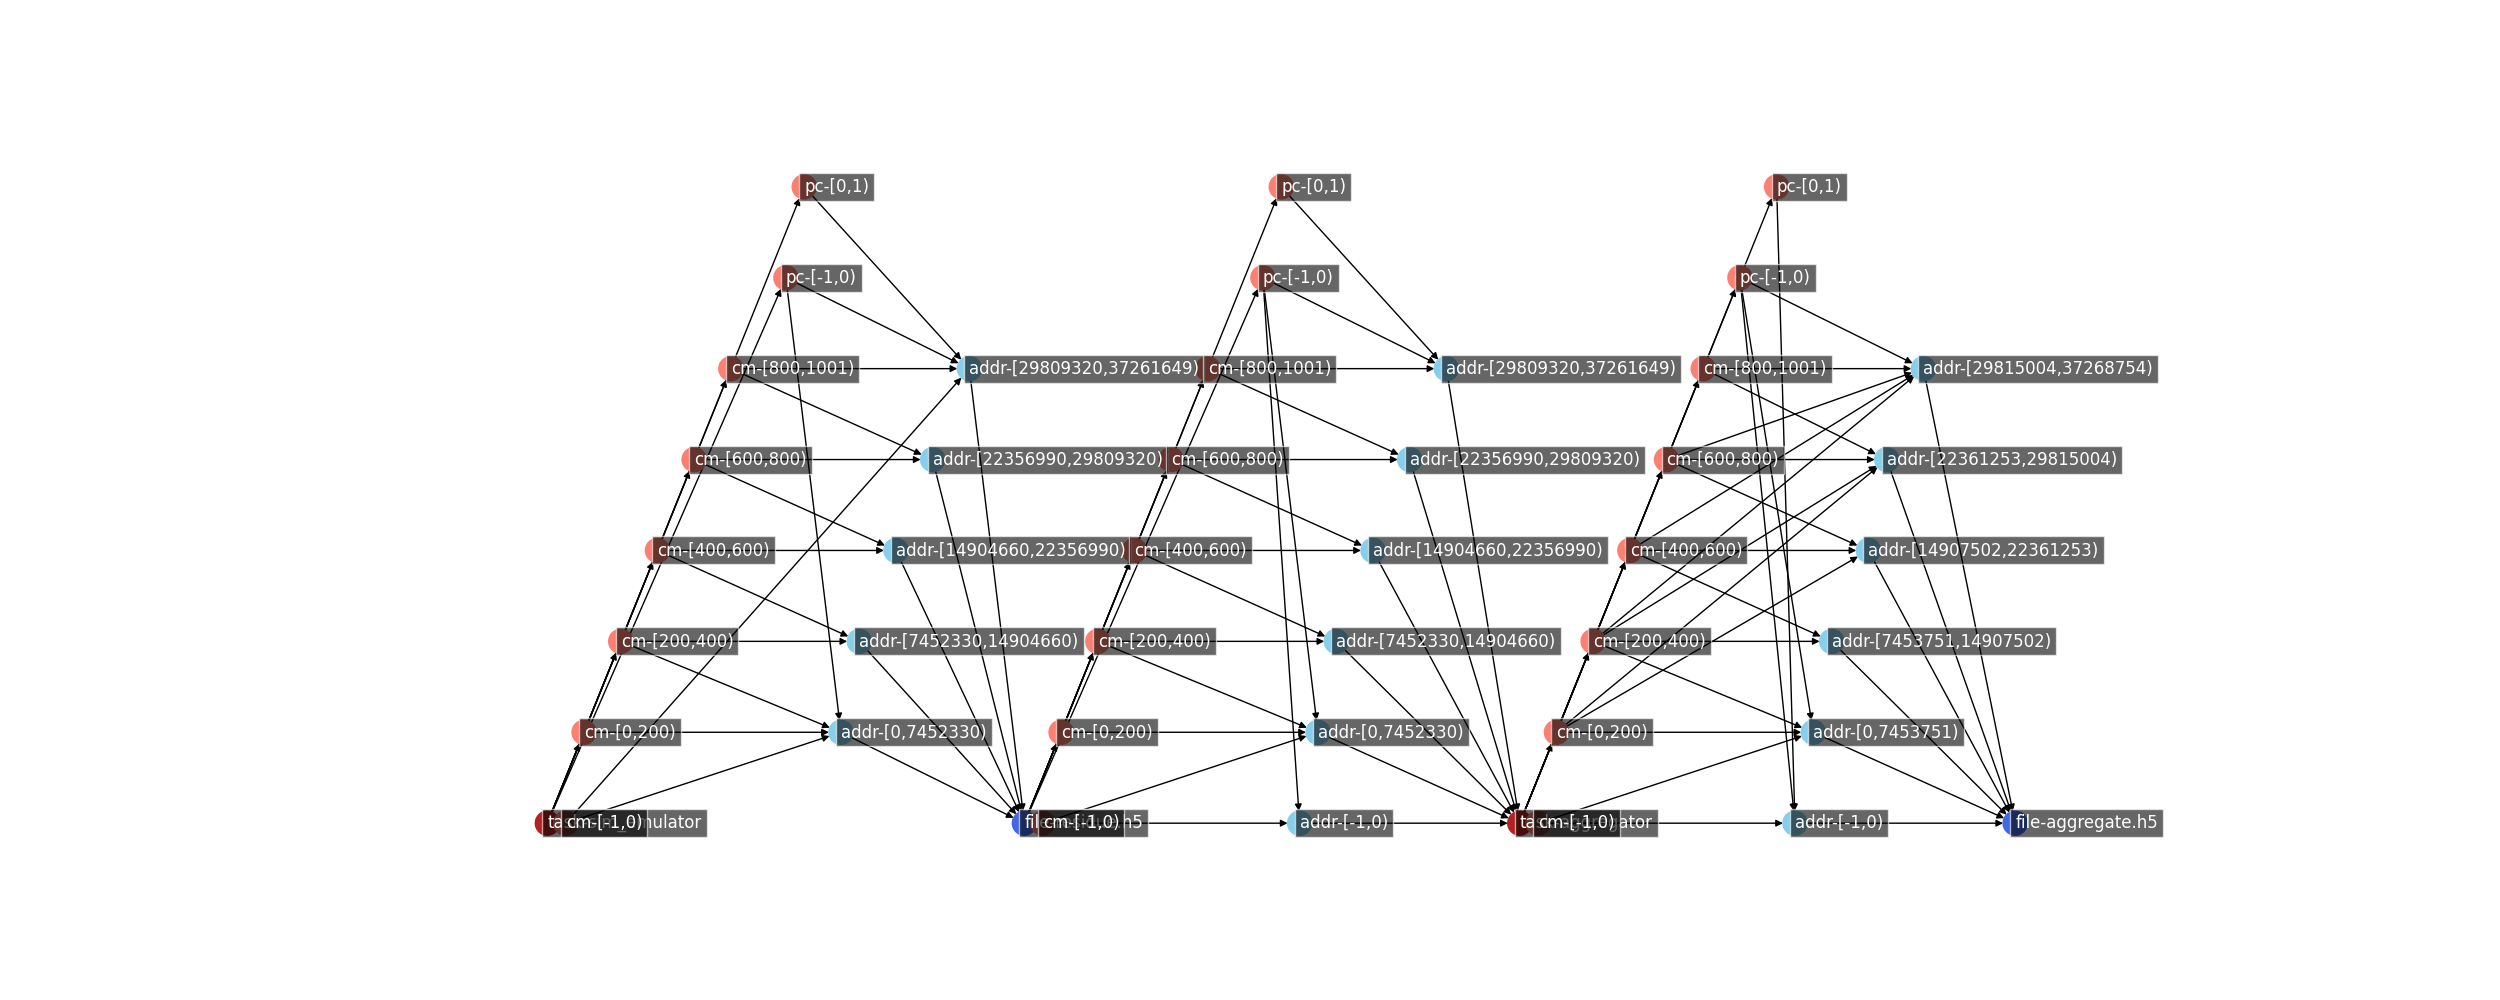 pc-[0,1)
pc-[0,1)
pc-[0,1)
pc-[-1,0)
pc-[-1,0)
pc-[-1,0)
cm-[800,1001)
addr-[29809320,37261649)
cm-[800,1001)
addr-[29809320,37261649)
cm-[800,1001)
addr-[29815004,37268754)
cm-[600,800)
addr-[22356990,29809320)
cm-[600,800)
addr-[22356990,29809320)
cm-[600,800)
addr-[22361253,29815004)
cm-[400,600)
addr-[14904660,22356990)
cm-[400,600)
addr-[14904660,22356990)
cm-[400,600)
addr-[14907502,22361253)
cm-[200,400)
addr-[7452330,14904660)
cm-[200,400)
addr-[7452330,14904660)
cm-[200,400)
addr-[7453751,14907502)
cm-[0,200)
addr-[0,7452330)
cm-[0,200)
addr-[0,7452330)
cm-[0,200)
addr-[0,7453751)
cm-[-1,0)
cm-[-1,0)
addr-[-1,0)
cm-[-1,0)
addr-[-1,0)
file-aggregate.h5